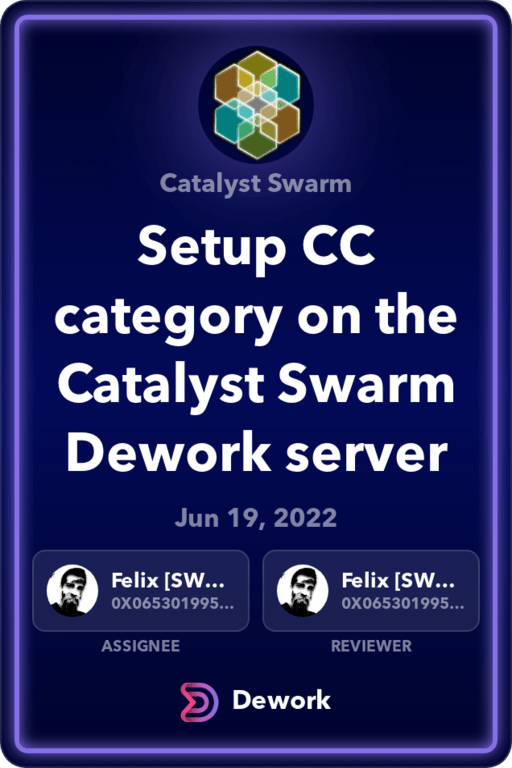 Catalyst Swarm
Setup CC
category on the
Catalyst Swarm
Dework server
Jun 19, 2022
Felix [SW...
0X065301995...
ASSIGNEE
Felix [SW...
0X065301995...
REVIEWER
Dework